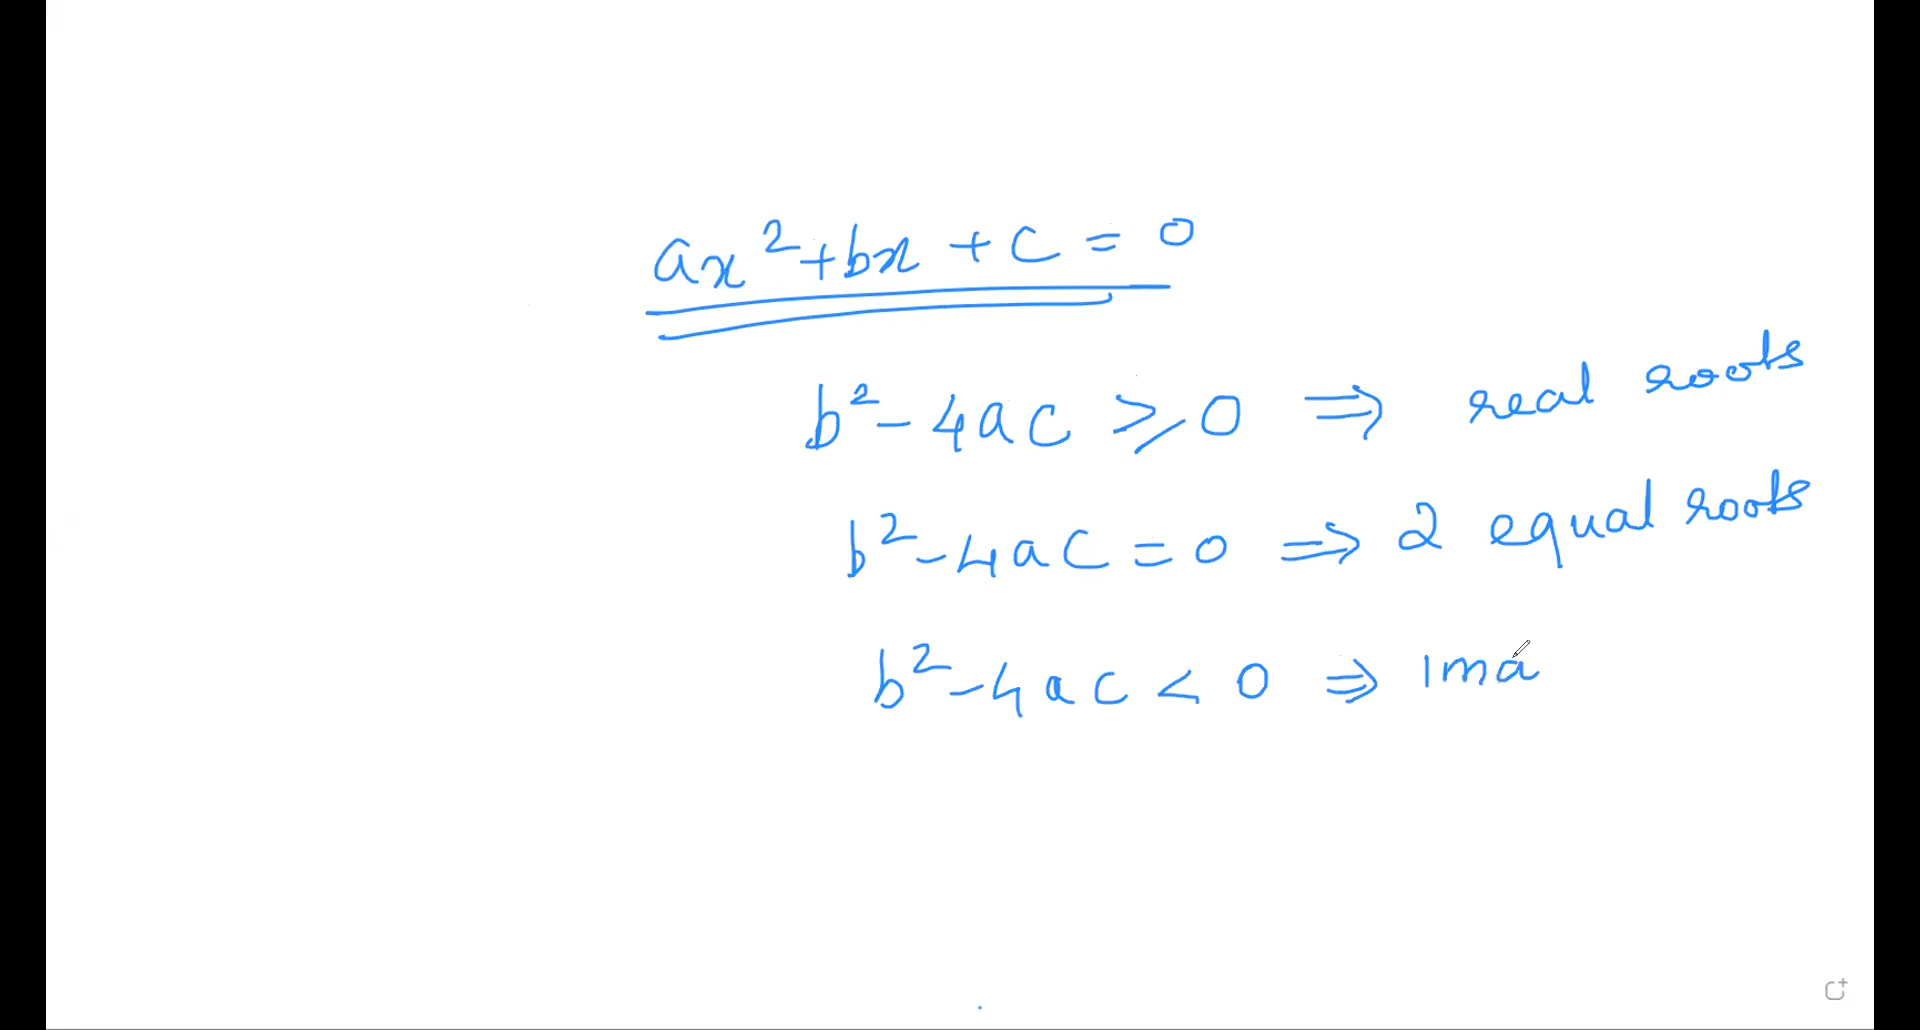 ax²+bx+c=0
b²-4ac⩾0 ⇒ real roots
b²-4ac=0 ⇒ 2 equal roots
b²-4ac<0 ⇒ ima